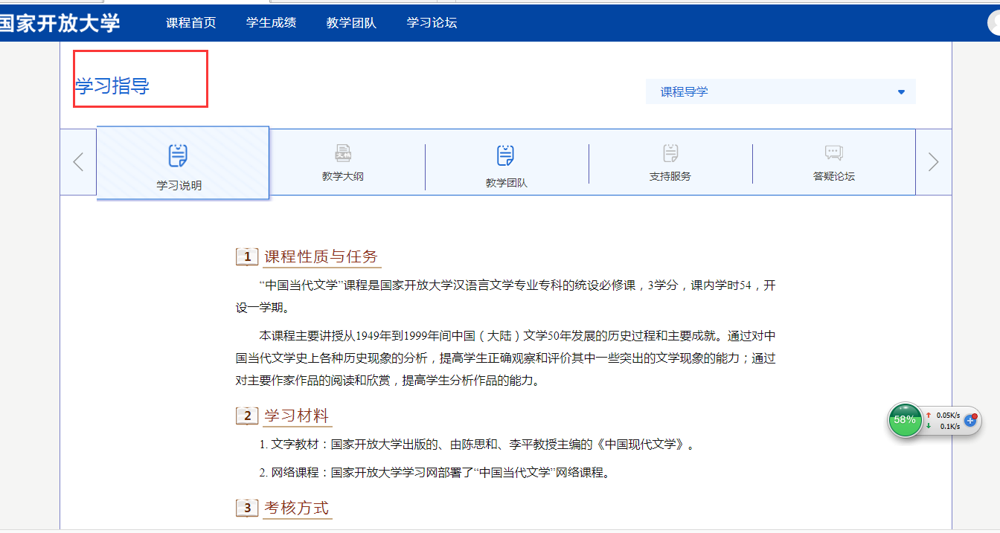 国家开放大学 课程首页 学生成绩 教学团队 学习论坛
学习指导
课程导学
学习说明 教学大纲 教学团队 支持服务 答疑论坛
1 课程性质与任务
“中国当代文学”课程是国家开放大学汉语言文学专业专科的统设必修课，3学分，课内学时54，开
设一学期。
本课程主要讲授从1949年到1999年间中国（大陆）文学50年发展的历史过程和主要成就。通过对中
国当代文学史上各种历史现象的分析，提高学生正确观察和评价其中一些突出的文学现象的能力；通过
对主要作家作品的阅读和欣赏，提高学生分析作品的能力。
2 学习材料
1. 文字教材：国家开放大学出版的、由陈思和、李平教授主编的《中国现代文学》。
2. 网络课程：国家开放大学学习网部署了“中国当代文学”网络课程。
3 考核方式
58%
↑ 0.05K/s
↓ 0.1K/s